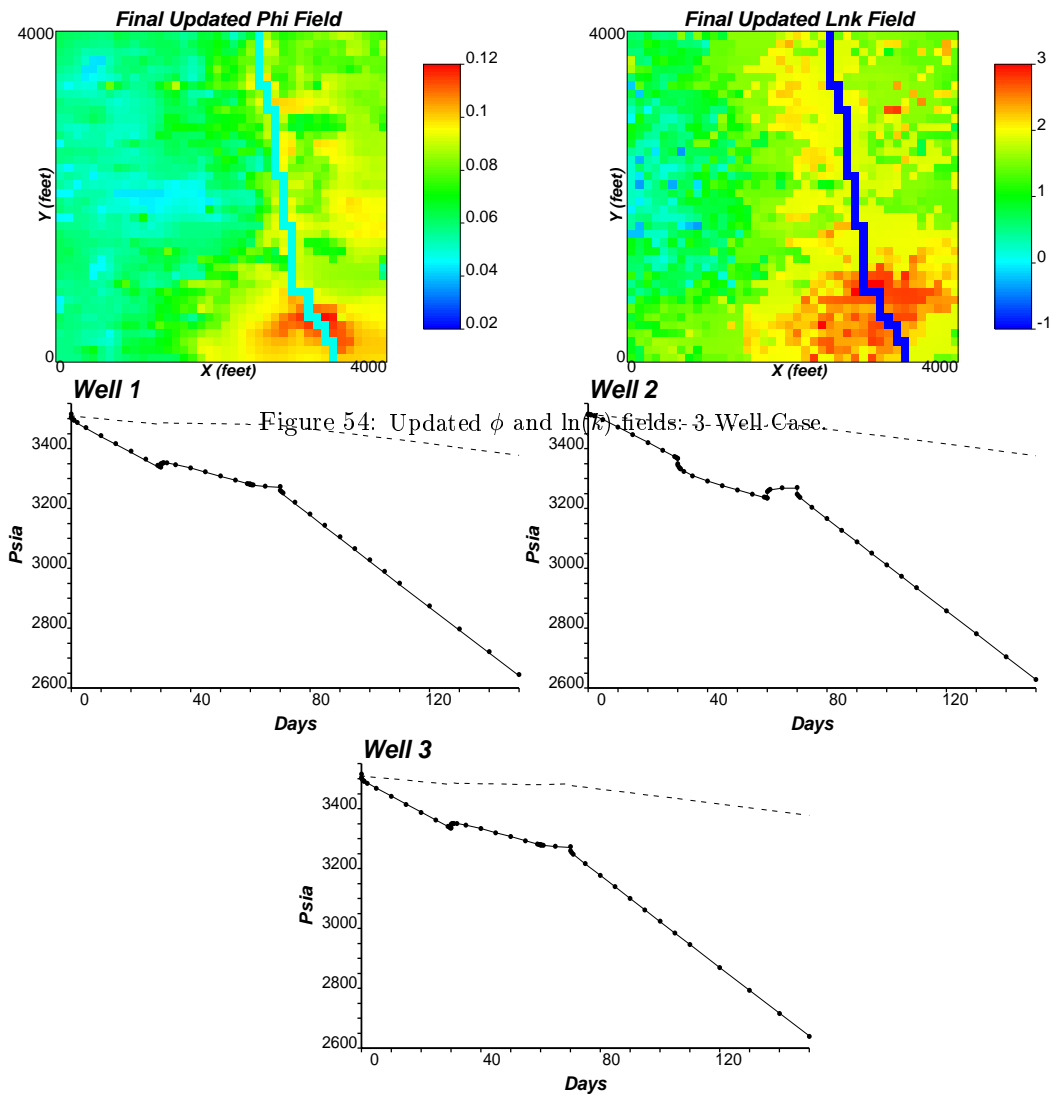 Final Updated Phi Field
4000
Y (feet)
0
X (feet)
4000
0.12
0.1
0.08
0.06
0.04
0.02
Final Updated Lnk Field
4000
Y (feet)
0
X (feet)
4000
3
2
1
0
-1
Figure 54: Updated ϕ and ln(k) fields: 3 Well Case.
Well 1
3400
3200
3000
2800
2600
Psia
0
40
80
120
Days
Well 2
3400
3200
3000
2800
2600
Psia
0
40
80
120
Days
Well 3
3400
3200
3000
2800
2600
Psia
0
40
80
120
Days